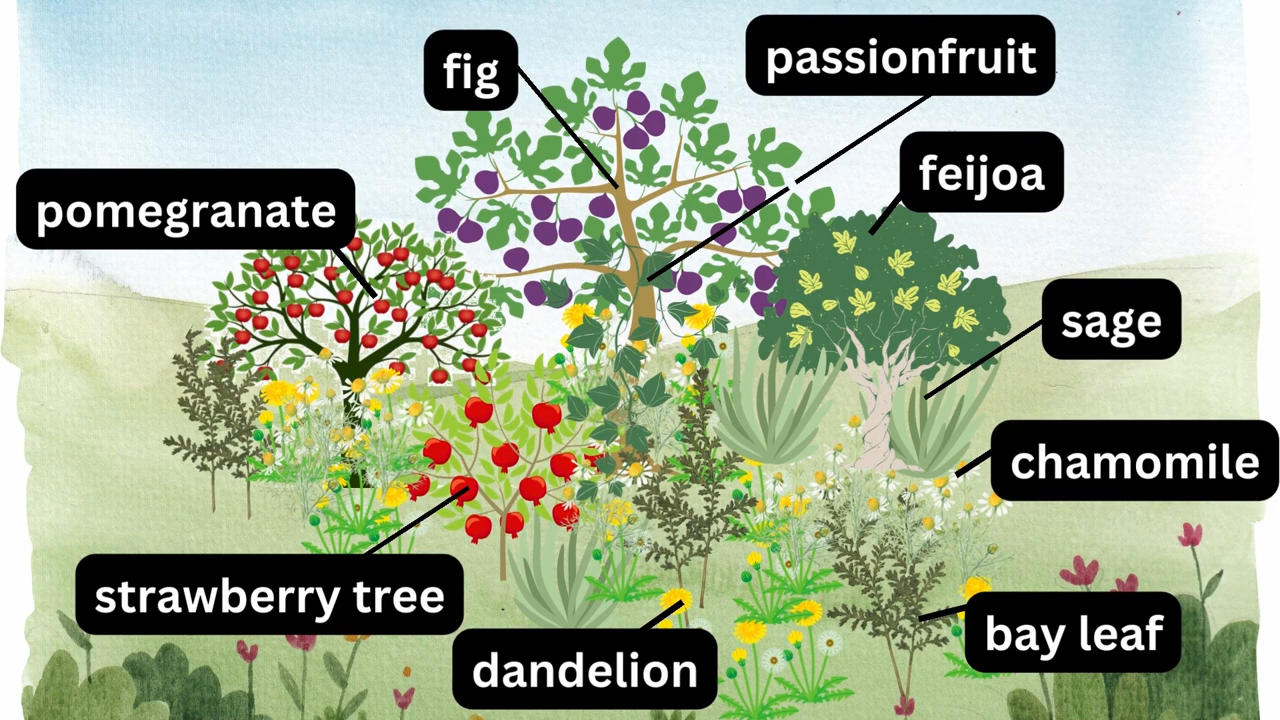 fig
passionfruit
feijoa
pomegranate
sage
chamomile
strawberry tree
dandelion
bay leaf